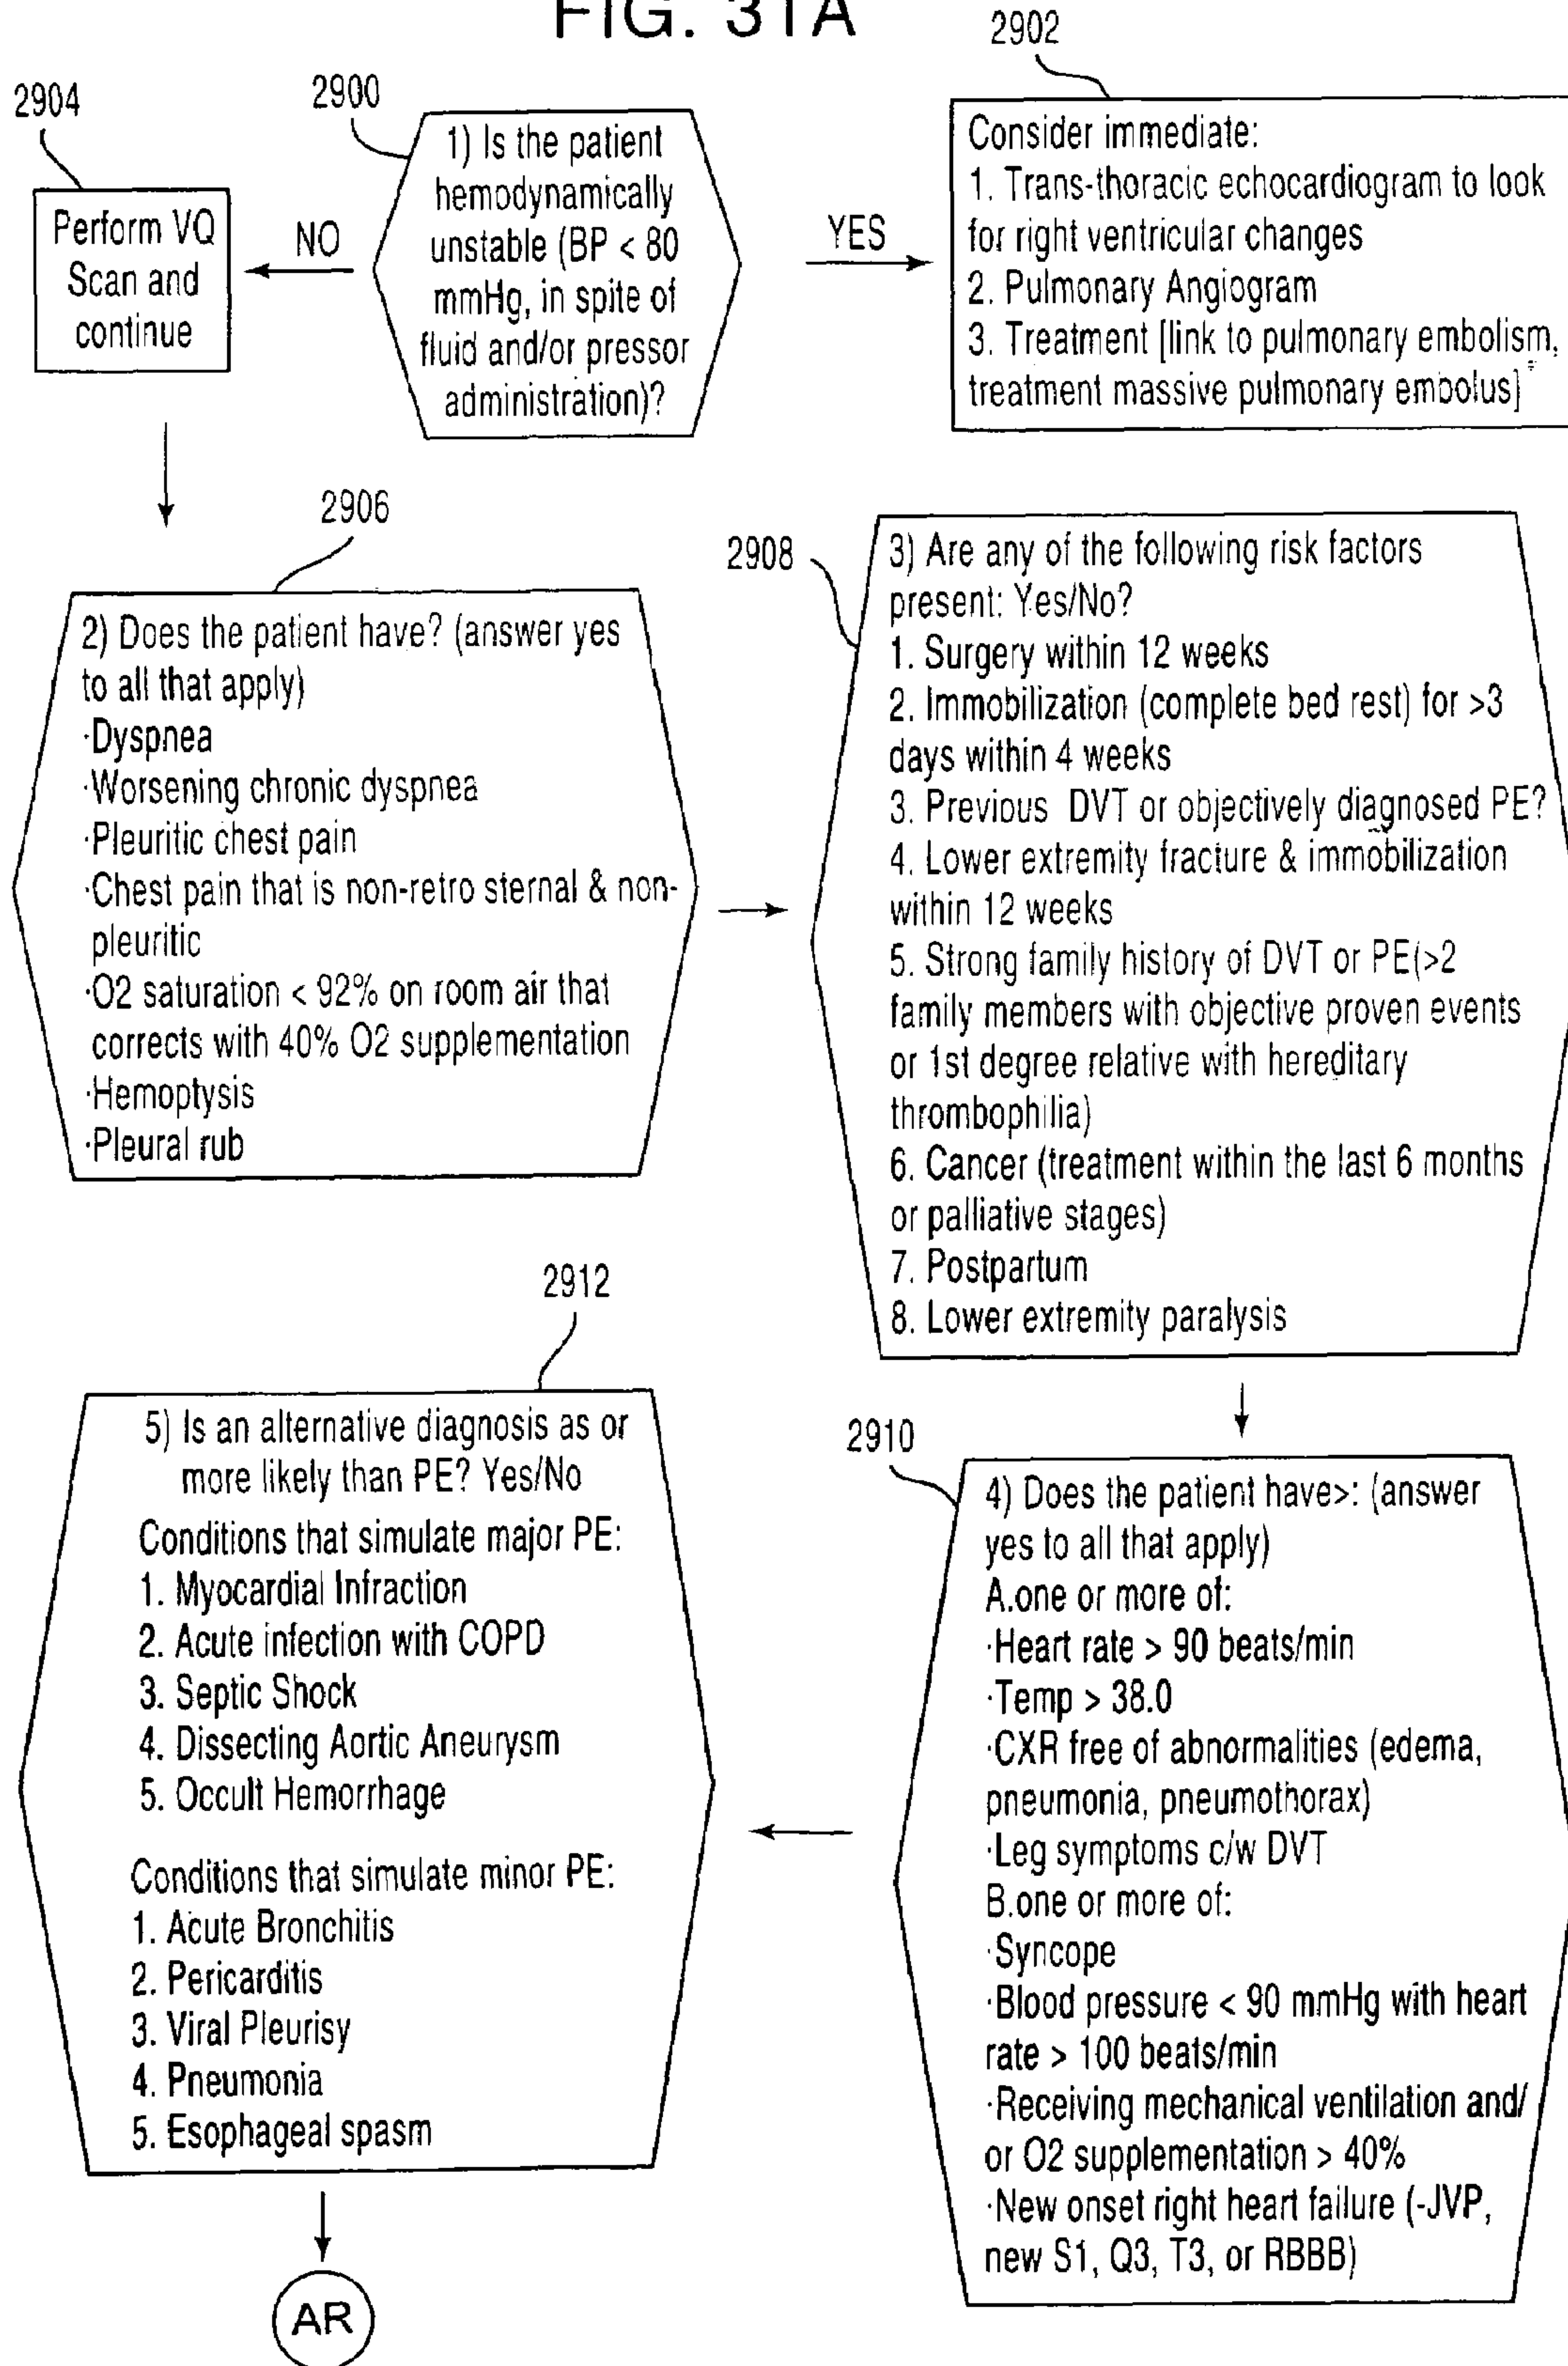 FIG. 31A
2904
2900
2902
Perform VQ
Scan and
continue
NO
1) Is the patient
hemodynamically
unstable (BP < 80
mmHg, in spite of
fluid and/or pressor
administration)?
YES
Consider immediate:
1. Trans-thoracic echocardiogram to look
for right ventricular changes
2. Pulmonary Angiogram
3. Treatment [link to pulmonary embolism,
treatment massive pulmonary embolus]
2906
2) Does the patient have? (answer yes
to all that apply)
·Dyspnea
·Worsening chronic dyspnea
·Pleuritic chest pain
·Chest pain that is non-retro sternal & non-
pleuritic
·O2 saturation < 92% on room air that
corrects with 40% O2 supplementation
·Hemoptysis
·Pleural rub
2908
3) Are any of the following risk factors
present: Yes/No?
1. Surgery within 12 weeks
2. Immobilization (complete bed rest) for >3
days within 4 weeks
3. Previous DVT or objectively diagnosed PE?
4. Lower extremity fracture & immobilization
within 12 weeks
5. Strong family history of DVT or PE(>2
family members with objective proven events
or 1st degree relative with hereditary
thrombophilia)
6. Cancer (treatment within the last 6 months
or palliative stages)
7. Postpartum
8. Lower extremity paralysis
2910
4) Does the patient have>: (answer
yes to all that apply)
A.one or more of:
·Heart rate > 90 beats/min
·Temp > 38.0
·CXR free of abnormalities (edema,
pneumonia, pneumothorax)
·Leg symptoms c/w DVT
B.one or more of:
·Syncope
·Blood pressure < 90 mmHg with heart
rate > 100 beats/min
·Receiving mechanical ventilation and/
or O2 supplementation > 40%
·New onset right heart failure (-JVP,
new S1, Q3, T3, or RBBB)
2912
5) Is an alternative diagnosis as or
more likely than PE? Yes/No
Conditions that simulate major PE:
1. Myocardial Infraction
2. Acute infection with COPD
3. Septic Shock
4. Dissecting Aortic Aneurysm
5. Occult Hemorrhage
Conditions that simulate minor PE:
1. Acute Bronchitis
2. Pericarditis
3. Viral Pleurisy
4. Pneumonia
5. Esophageal spasm
AR